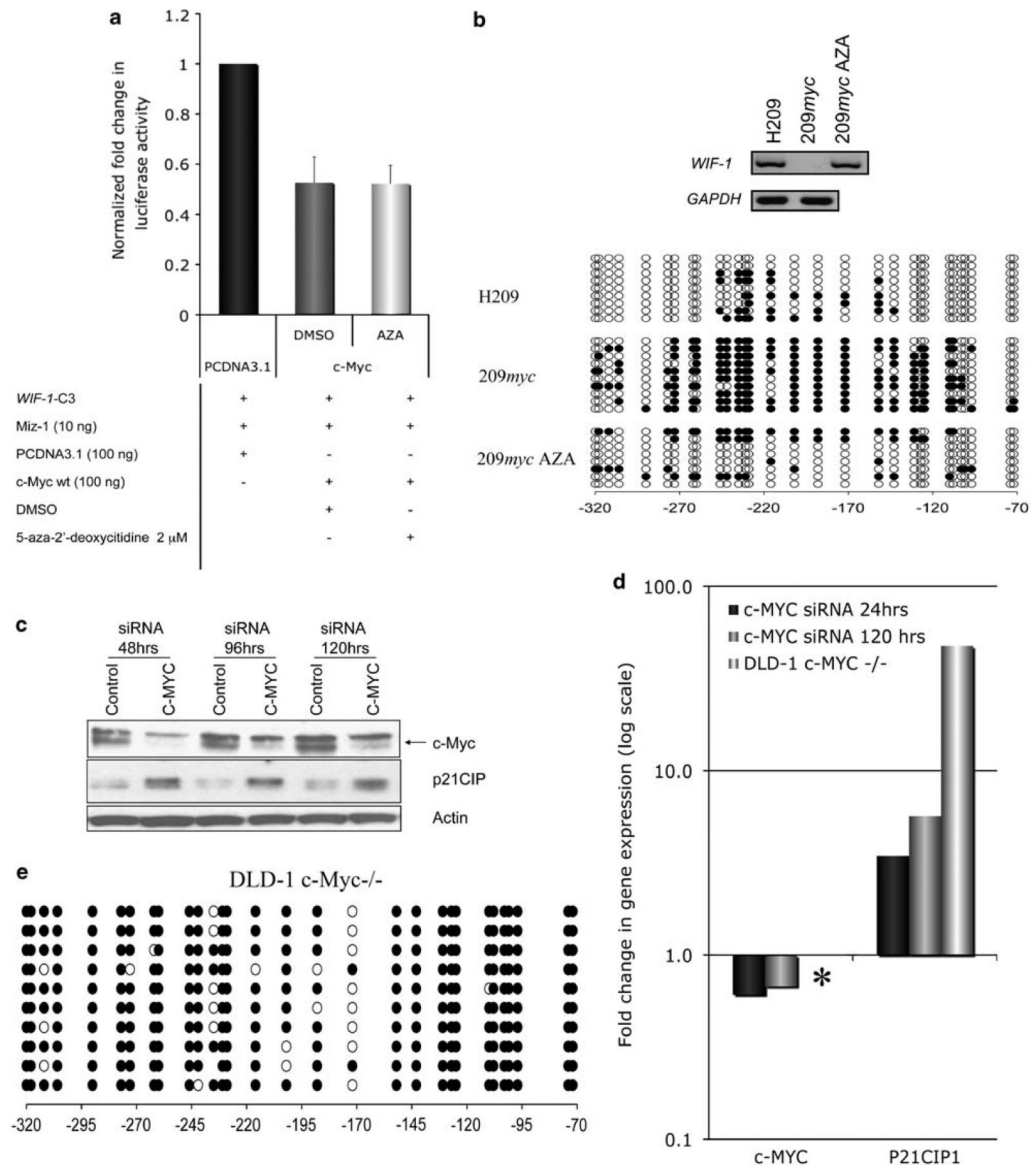 a
Normalized fold change in
luciferase activity
1.2
1
0.8
0.6
0.4
0.2
0
DMSO
AZA
PCDNA3.1
c-Myc
WIF-1-C3 + + +
Miz-1 (10 ng) + + +
PCDNA3.1 (100 ng) + - -
c-Myc wt (100 ng) - + +
DMSO + -
5-aza-2'-deoxycitidine 2 μM - +
b
H209
209myc
209myc AZA
WIF-1
GAPDH
H209
209myc
209myc AZA
-320 -270 -220 -170 -120 -70
c
siRNA siRNA siRNA
48hrs 96hrs 120hrs
Control C-MYC Control C-MYC Control C-MYC
c-Myc
p21CIP
Actin
d
Fold change in gene expression (log scale)
100.0
10.0
1.0
0.1
c-MYC siRNA 24hrs
c-MYC siRNA 120 hrs
DLD-1 c-MYC -/-
*
c-MYC P21CIP1
e
DLD-1 c-Myc-/-
-320 -295 -270 -245 -220 -195 -170 -145 -120 -95 -70